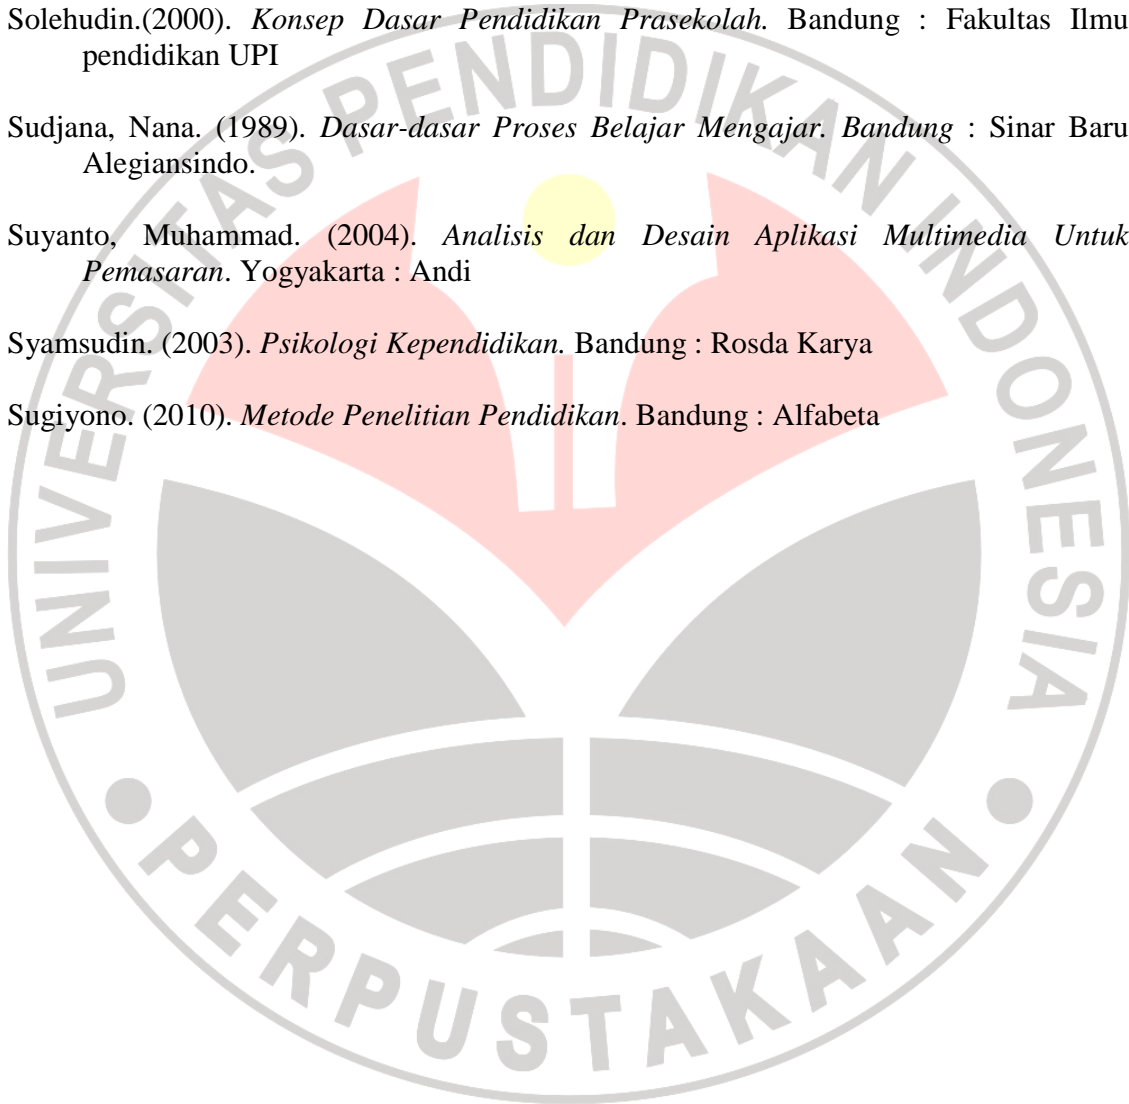 Solehudin.(2000). Konsep Dasar Pendidikan Prasekolah. Bandung : Fakultas Ilmu
pendidikan UPI
Sudjana, Nana. (1989). Dasar-dasar Proses Belajar Mengajar. Bandung : Sinar Baru
Alegiansindo.
Suyanto, Muhammad. (2004). Analisis dan Desain Aplikasi Multimedia Untuk
Pemasaran. Yogyakarta : Andi
Syamsudin. (2003). Psikologi Kependidikan. Bandung : Rosda Karya
Sugiyono. (2010). Metode Penelitian Pendidikan. Bandung : Alfabeta
UNIVERSITAS PENDIDIKAN INDONESIA
PERPUSTAKAAN